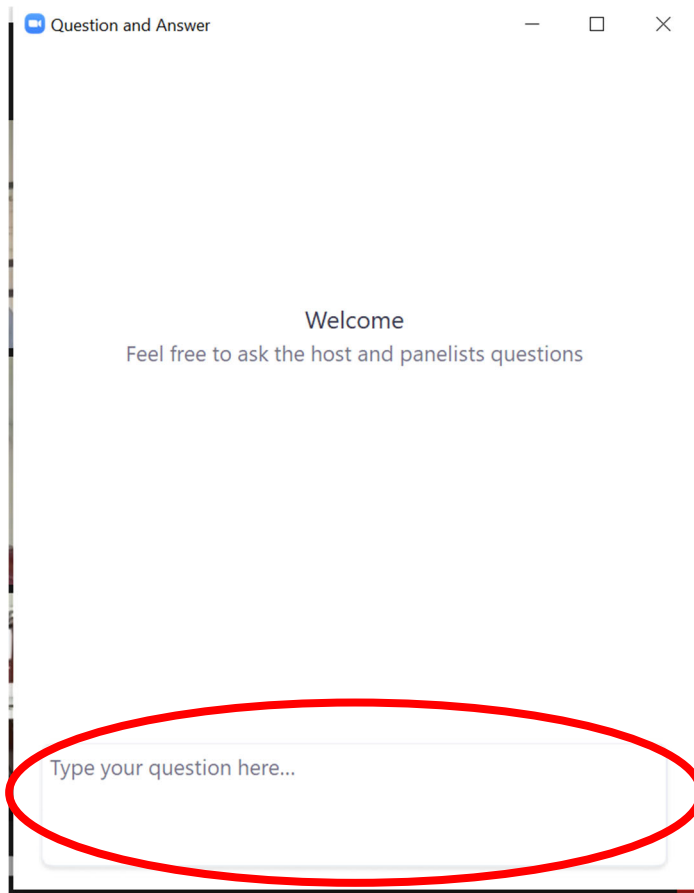 Question and Answer
Welcome
Feel free to ask the host and panelists questions
Type your question here...